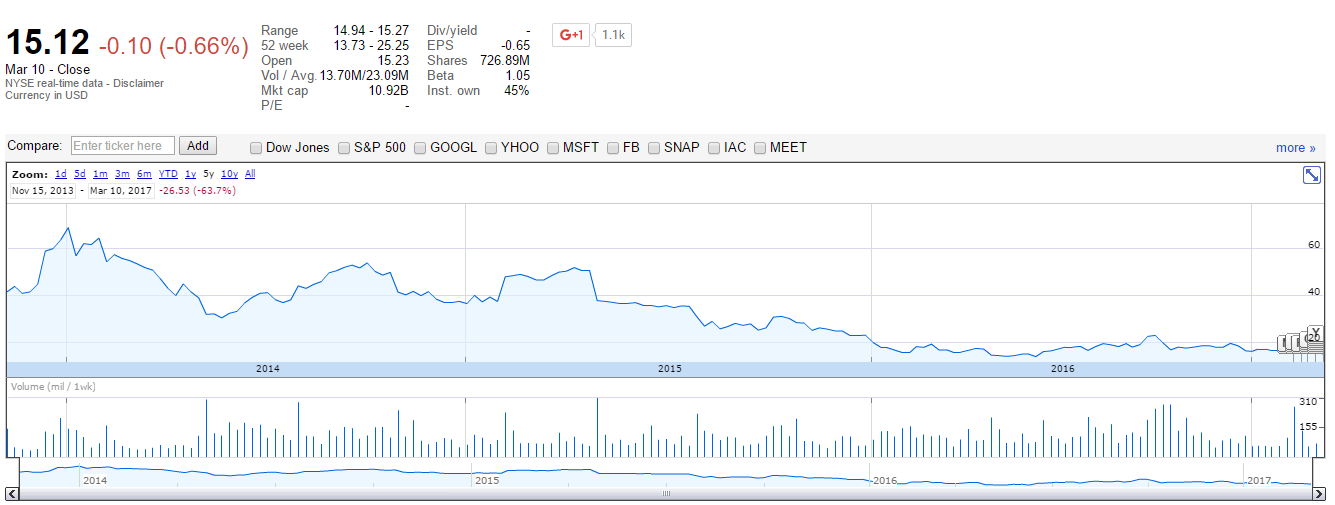 15.12 -0.10 (-0.66%)
Mar 10 - Close
NYSE real-time data - Disclaimer
Currency in USD
Range 14.94 - 15.27
52 week 13.73 - 25.25
Open 15.23
Vol / Avg. 13.70M/23.09M
Mkt cap 10.92B
P/E -
Div/yield -
EPS -0.65
Shares 726.89M
Beta 1.05
Inst. own 45%
G+1 1.1k
Compare: Enter ticker here Add Dow Jones S&P 500 GOOGL YHOO MSFT FB SNAP IAC MEET more »
Zoom: 1d 5d 1m 3m 6m YTD 1y 5y 10y All
Nov 15, 2013 - Mar 10, 2017 -26.53 (-63.7%)
60
40
Y
20
2014 2015 2016
Volume (mil / 1wk)
310
155
2014 2015 2016 2017